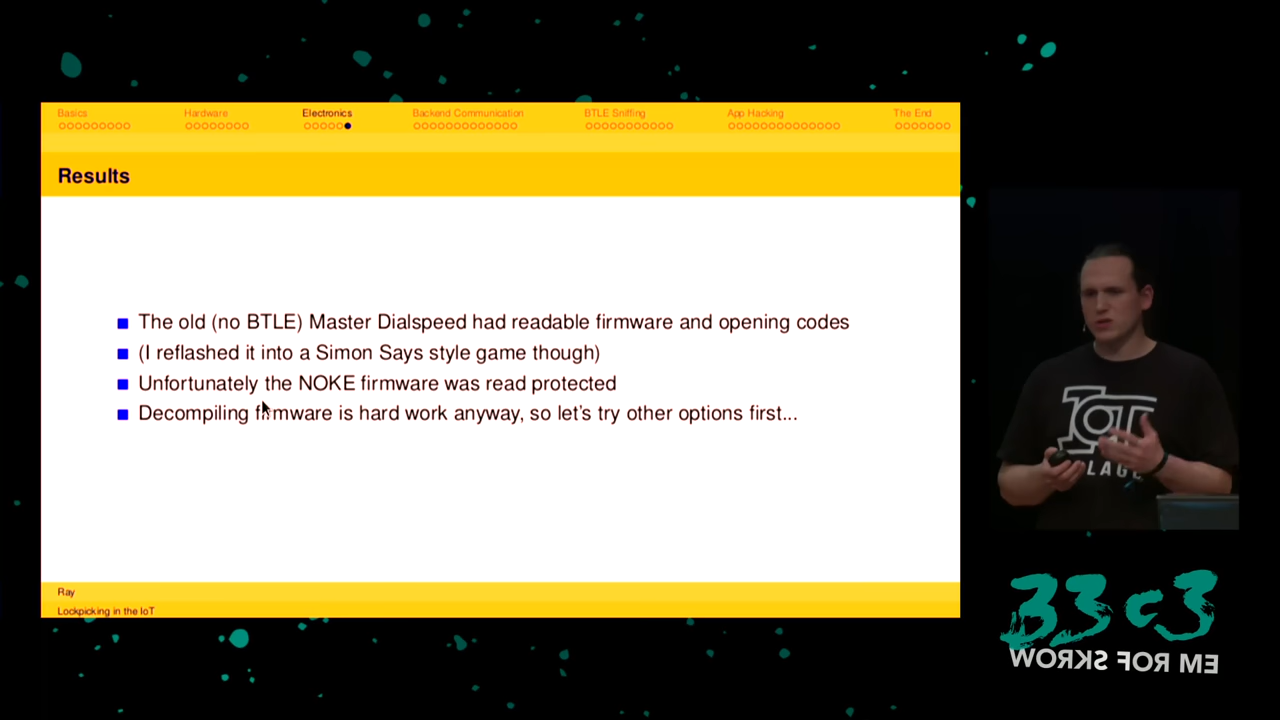 Basics Hardware Electronics Backend Communication BTLE Sniffing App Hacking The End
Results
The old (no BTLE) Master Dialspeed had readable firmware and opening codes
(I reflashed it into a Simon Says style game though)
Unfortunately the NOKE firmware was read protected
Decompiling firmware is hard work anyway, so let's try other options first...
Ray
Lockpicking in the IoT
IOT
LAGE
33c3
WORKS FOR ME